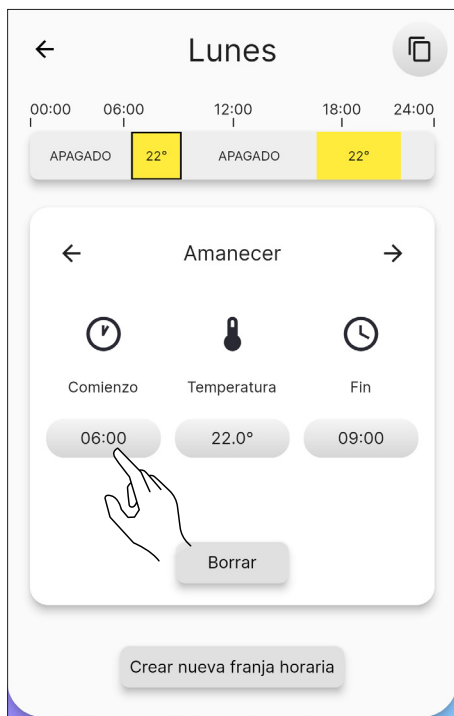 Lunes
00:00 06:00 12:00 18:00 24:00
APAGADO 22° APAGADO 22°
Amanecer
Comienzo Temperatura Fin
06:00 22.0° 09:00
Borrar
Crear nueva franja horaria